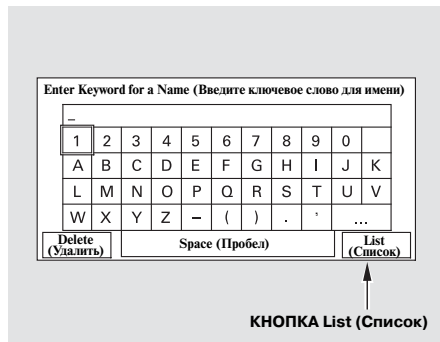 Enter Keyword for a Name (Введите ключевое слово для имени)
_
1 2 3 4 5 6 7 8 9 0
A B C D E F G H I J K
L M N O P Q R S T U V
W X Y Z – ( ) . ' ...
Delete Space (Пробел) List
(Удалить) (Список)
КНОПКА List (Список)